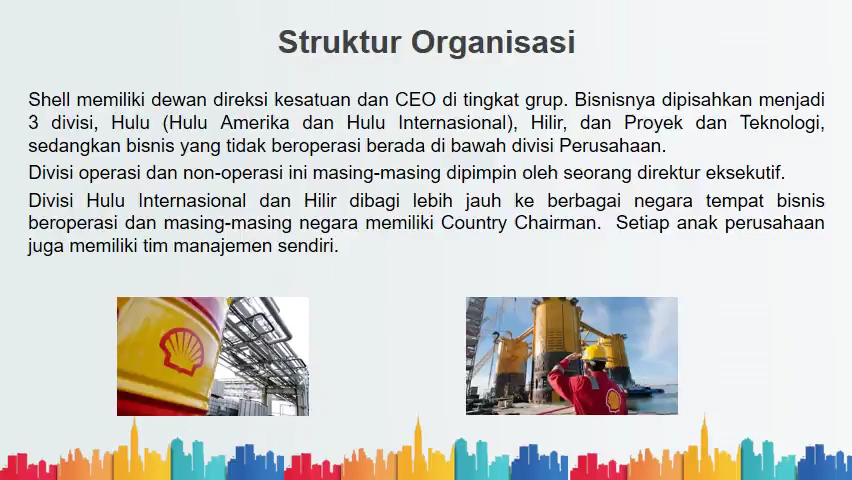 Struktur Organisasi
Shell memiliki dewan direksi kesatuan dan CEO di tingkat grup. Bisnisnya dipisahkan menjadi
3 divisi, Hulu (Hulu Amerika dan Hulu Internasional), Hilir, dan Proyek dan Teknologi,
sedangkan bisnis yang tidak beroperasi berada di bawah divisi Perusahaan.
Divisi operasi dan non-operasi ini masing-masing dipimpin oleh seorang direktur eksekutif.
Divisi Hulu Internasional dan Hilir dibagi lebih jauh ke berbagai negara tempat bisnis
beroperasi dan masing-masing negara memiliki Country Chairman. Setiap anak perusahaan
juga memiliki tim manajemen sendiri.